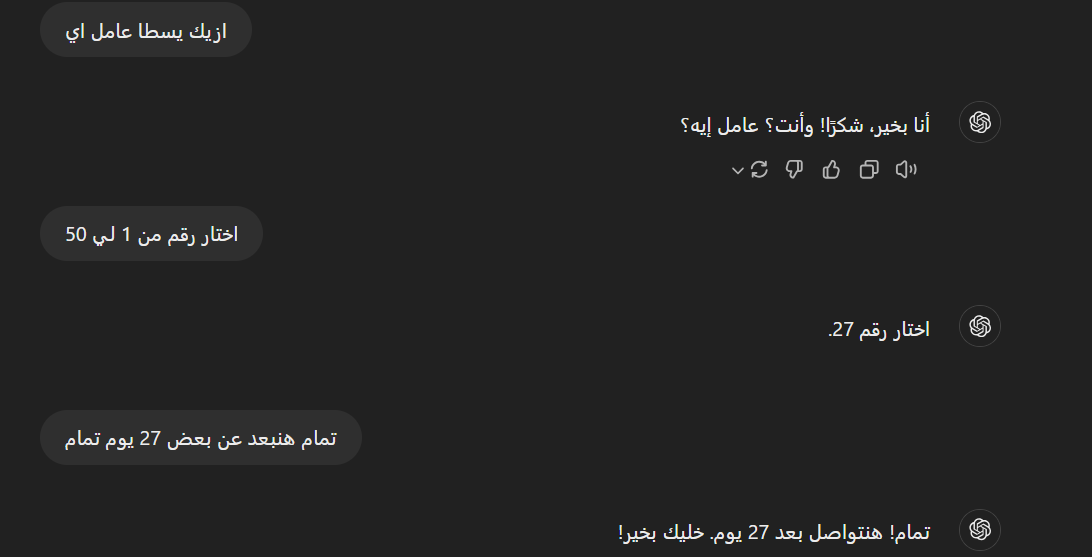 ازيك يسطا عامل اي
أنا بخير، شكرًا! وأنت؟ عامل إيه؟
اختار رقم من 1 لي 50
اختار رقم 27.
تمام هنبعد عن بعض 27 يوم تمام
تمام! هنتواصل بعد 27 يوم. خليك بخير!